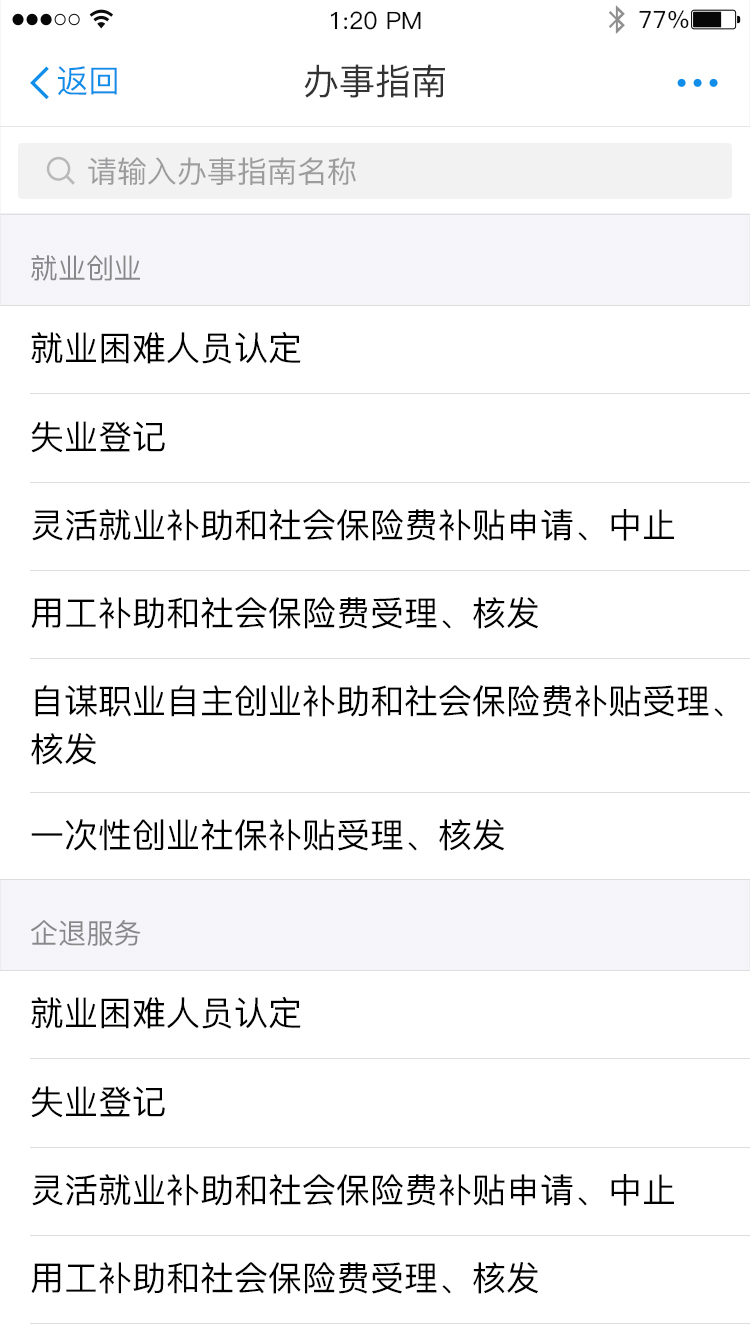 1:20 PM 77%
返回 办事指南
请输入办事指南名称
就业创业
就业困难人员认定
失业登记
灵活就业补助和社会保险费补贴申请、中止
用工补助和社会保险费受理、核发
自谋职业自主创业补助和社会保险费补贴受理、
核发
一次性创业社保补贴受理、核发
企退服务
就业困难人员认定
失业登记
灵活就业补助和社会保险费补贴申请、中止
用工补助和社会保险费受理、核发